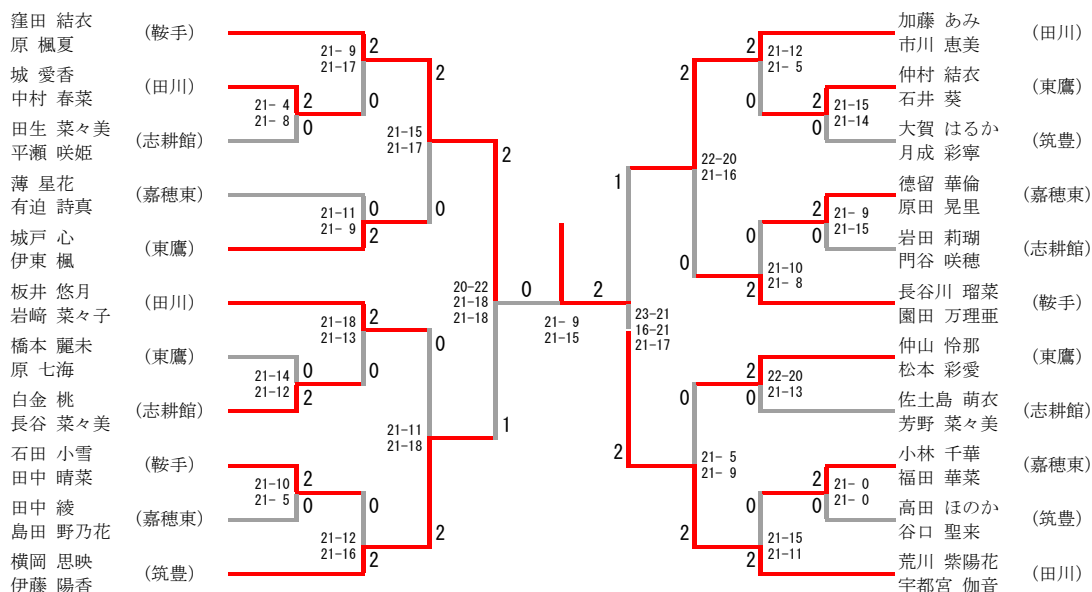 窪田 結衣
原 楓夏
(鞍手)
城 愛香
中村 春菜
(田川)
田生 菜々美
平瀬 咲姫
(志耕館)
薄 星花
有迫 詩真
(嘉穂東)
城戸 心
伊東 楓
(東鷹)
板井 悠月
岩﨑 菜々子
(田川)
橋本 麗未
原 七海
(東鷹)
白金 桃
長谷 菜々美
(志耕館)
石田 小雪
田中 晴菜
(鞍手)
田中 綾
島田 野乃花
(嘉穂東)
横岡 思映
伊藤 陽香
(筑豊)
21- 4
21- 8
2
0
21- 9
21-17
2
0
21-11
21- 9
0
2
21-15
21-17
2
0
21-14
21-12
0
2
21-18
21-13
2
0
21-10
21- 5
2
0
21-12
21-16
0
2
21-11
21-18
0
2
20-22
21-18
21-18
2
1
0
2
21- 9
21-15
1
2
23-21
16-21
21-17
2
0
22-20
21-16
2
0
21-12
21- 5
2
0
21-15
21-14
0
2
21-10
21- 8
2
0
21- 9
21-15
0
2
21- 5
21- 9
2
0
22-20
21-13
0
2
21-15
21-11
2
0
21- 0
21- 0
加藤 あみ
市川 恵美
(田川)
仲村 結衣
石井 葵
(東鷹)
大賀 はるか
月成 彩寧
(筑豊)
德留 華倫
原田 晃里
(嘉穂東)
岩田 莉瑚
門谷 咲穂
(志耕館)
長谷川 瑠菜
園田 万理亜
(鞍手)
仲山 怜那
松本 彩愛
(東鷹)
佐土島 萌衣
芳野 菜々美
(志耕館)
小林 千華
福田 華菜
(嘉穂東)
高田 ほのか
谷口 聖来
(筑豊)
荒川 紫陽花
宇都宮 伽音
(田川)